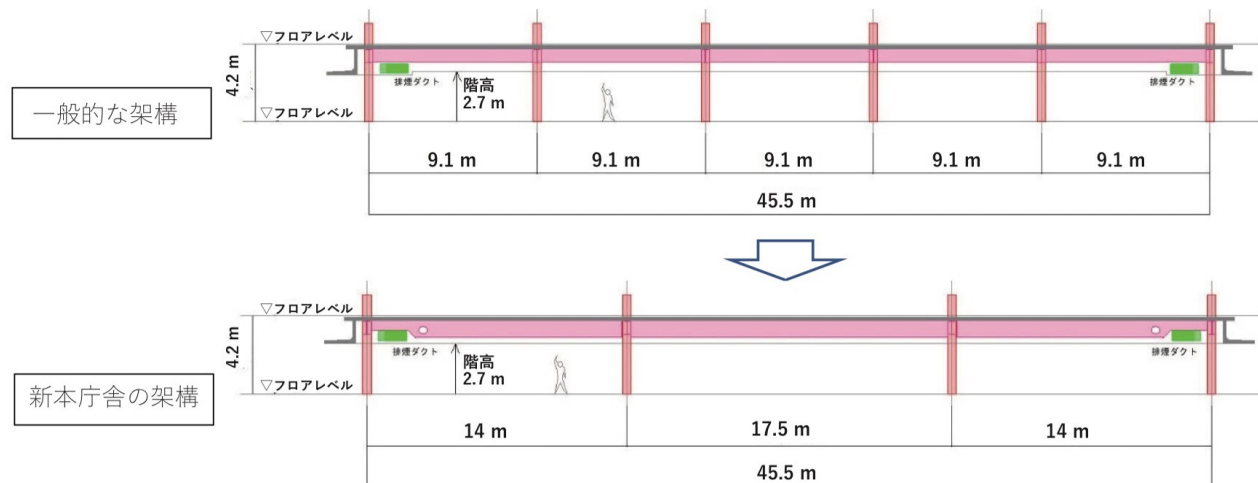 一般的な架構
▽フロアレベル
4.2 m
排煙ダクト
階高
2.7 m
排煙ダクト
▽フロアレベル
9.1 m
9.1 m
9.1 m
9.1 m
9.1 m
45.5 m
新本庁舎の架構
▽フロアレベル
4.2 m
排煙ダクト
階高
2.7 m
排煙ダクト
▽フロアレベル
14 m
17.5 m
14 m
45.5 m